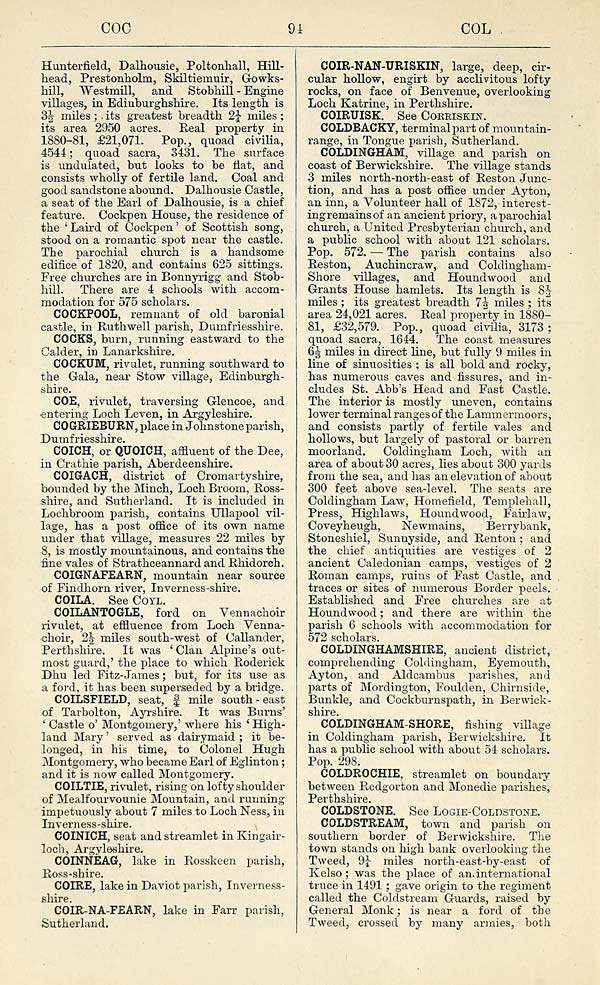 COC
94
COL
Hunterfield, Dalhousie, Poltonhall, Hill-
head, Prestonholm, Skiltiemuir, Gowks-
hill, Westmill, and Stobhill-Engine
villages, in Edinburghshire. Its length is
3½ miles; its greatest breadth 2¼ miles;
its area 2950 acres. Real property in
1880-81, £21,071. Pop., quoad civilia,
4544; quoad sacra, 3431. The surface
is undulated, but looks to be flat, and
consists wholly of fertile land. Coal and
good sandstone abound. Dalhousie Castle,
a seat of the Earl of Dalhousie, is a chief
feature. Cockpen House, the residence of
the 'Laird of Cockpen' of Scottish song,
stood on a romantic spot near the castle.
The parochial church is a handsome
edifice of 1820, and contains 625 sittings.
Free churches are in Bonnyrigg and Stob-
hill. There are 4 schools with accom-
modation for 575 scholars.
COCKPOOL, remnant of old baronial
castle, in Ruthwell parish, Dumfriesshire.
COCKS, burn, running eastward to the
Calder, in Lanarkshire.
COCKUM, rivulet, running southward to
the Gala, near Stow village, Edinburgh-
shire.
COE, rivulet, traversing Glencoe, and
entering Loch Leven, in Argyleshire.
COGRIEBURN, place in Johnstone parish,
Dumfriesshire.
COICH, or QUOICH, affluent of the Dee,
in Crathie parish, Aberdeenshire.
COIGACH, district of Cromartyshire,
bounded by the Minch, Loch Broom, Ross-
shire, and Sutherland. It is included in
Lochbroom parish, contains Ullapool vil-
lage, has a post office of its own name
under that village, measures 22 miles by
8, is mostly mountainous, and contains the
fine vales of Strathceannard and Rhidorch.
COIGNAFEARN, mountain near source
of Findhorn river, Inverness-shire.
COILA. See COYL.
COILANTOGLE, ford on Vennachoir
rivulet, at effluence from Loch Venna-
choir, 2½ miles south-west of Callander,
Perthshire. It was 'Clan Alpine's out-
most guard,' the place to which Roderick
Dhu led Fitz-James; but, for its use as
a ford, it has been superseded by a bridge.
COILSFIELD, seat, ¾ mile south-east
of Tarbolton, Ayrshire. It was Burns'
'Castle o' Montgomery,' where his 'High-
land Mary' served as dairymaid; it be-
longed, in his time, to Colonel Hugh
Montgomery, who became Earl of Eglinton;
and it is now called Montgomery.
COILTIE, rivulet, rising on lofty shoulder
of Mealfourvounie Mountain, and running
impetuously about 7 miles to Loch Ness, in
Inverness-shire.
COINICH, seat and streamlet in Kingair-
loch, Argyleshire.
COINNEAG, lake in Rosskeen parish,
Ross-shire.
COIRE, lake in Daviot parish, Inverness-
shire.
COIR-NA-FEARN, lake in Farr parish,
Sutherland.
COIR-NAN-URISKIN, large, deep, cir-
cular hollow, engirt by acclivitous lofty
rocks, on face of Benvenue, overlooking
Loch Katrine, in Perthshire.
COIRUISK. See CORRISKIN.
COLDBACKY, terminal part of mountain-
range, in Tongue parish, Sutherland.
COLDINGHAM, village and parish on
coast of Berwickshire. The village stands
3 miles north-north-east of Reston Junc-
tion, and has a post office under Ayton,
an inn, a Volunteer hall of 1872, interest-
ing remains of an ancient priory, a parochial
church, a United Presbyterian church, and
a public school with about 121 scholars.
Pop. 572. — The parish contains also
Reston, Auchincraw, and Coldingham-
Shore villages, and Houndwood and
Grants House hamlets. Its length is 8½
miles; its greatest breadth 7½ miles; its
area 24,021 acres. Real property in 1880-
81, £32,579. Pop., quoad civilia, 3173;
quoad sacra, 1644. The coast measures
6½ miles in direct line, but fully 9 miles in
line of sinuosities; is all bold and rocky,
has numerous caves and fissures, and in-
cludes St. Abb's Head and Fast Castle.
The interior is mostly uneven, contains
lower terminal ranges of the Lammermoors,
and consists partly of fertile vales and
hollows, but largely of pastoral or barren
moorland. Coldingham Loch, with an
area of about 30 acres, lies about 300 yards
from the sea, and has an elevation of about
300 feet above sea-level. The seats are
Coldingham Law, Homefield, Templehall,
Press, Highlaws, Houndwood, Fairlaw,
Coveyheugh, Newmains, Berrybank,
Stoneshiel, Sunnyside, and Renton; and
the chief antiquities are vestiges of 2
ancient Caledonian camps, vestiges of 2
Roman camps, ruins of Fast Castle, and
traces or sites of numerous Border peels.
Established and Free churches are at
Houndwood; and there are within the
parish 6 schools with accommodation for
572 scholars.
COLDINGHAMSHIRE, ancient district,
comprehending Coldingham, Eyemouth,
Ayton, and Aldcambus parishes, and
parts of Mordington, Foulden, Chirnside,
Bunkle, and Cockburnspath, in Berwick-
shire.
COLDINGHAM-SHORE, fishing village
in Coldingham parish, Berwickshire. It
has a public school with about 54 scholars.
Pop. 298.
COLDROCHIE, streamlet on boundary
between Redgorton and Monedie parishes,
Perthshire.
COLDSTONE. See LOGIE-COLDSTONE.
COLDSTREAM, town and parish on
southern border of Berwickshire. The
town stands on high bank overlooking the
Tweed, 9¼ miles north-east-by-east of
Kelso; was the place of an international
truce in 1491; gave origin to the regiment
called the Coldstream Guards, raised by
General Monk; is near a ford of the
Tweed, crossed by many armies, both